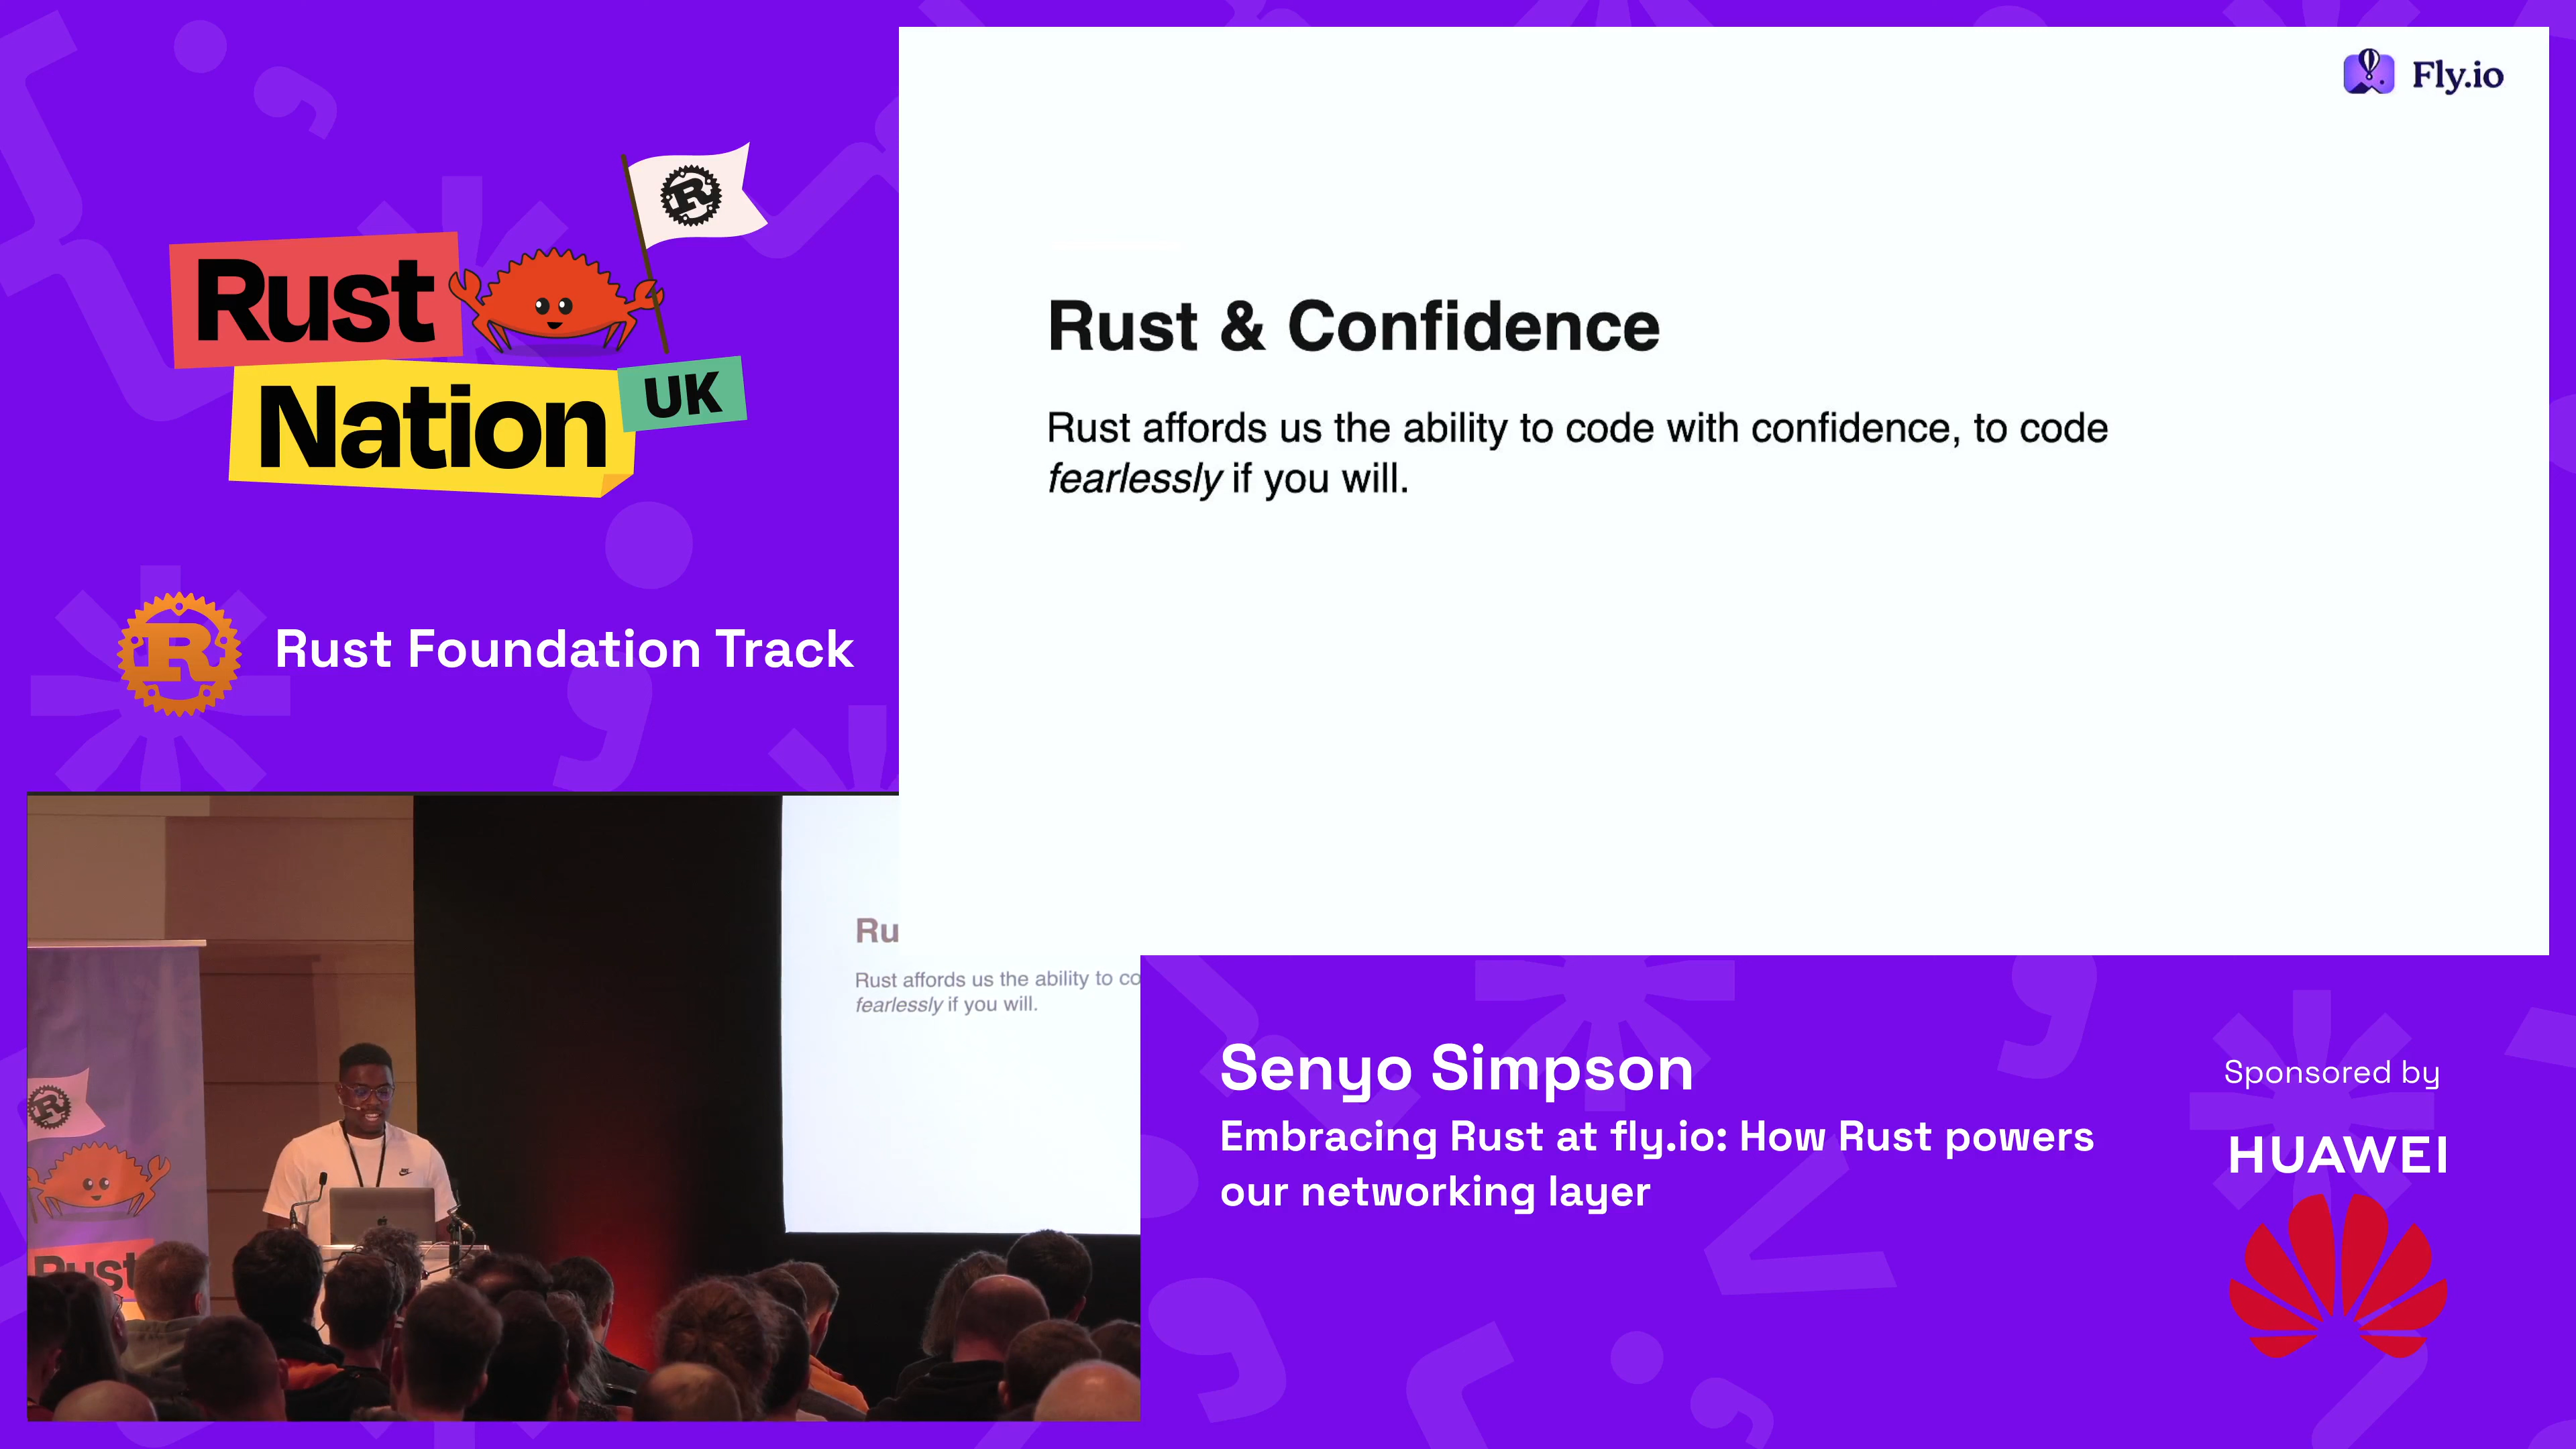 Rust
Nation
UK
R
Rust Foundation Track
Fly.io
Rust & Confidence
Rust affords us the ability to code with confidence, to code
fearlessly if you will.
Ru
Rust affords us the ability to co
fearlessly if you will.
Rust
Senyo Simpson
Embracing Rust at fly.io: How Rust powers
our networking layer
Sponsored by
HUAWEI